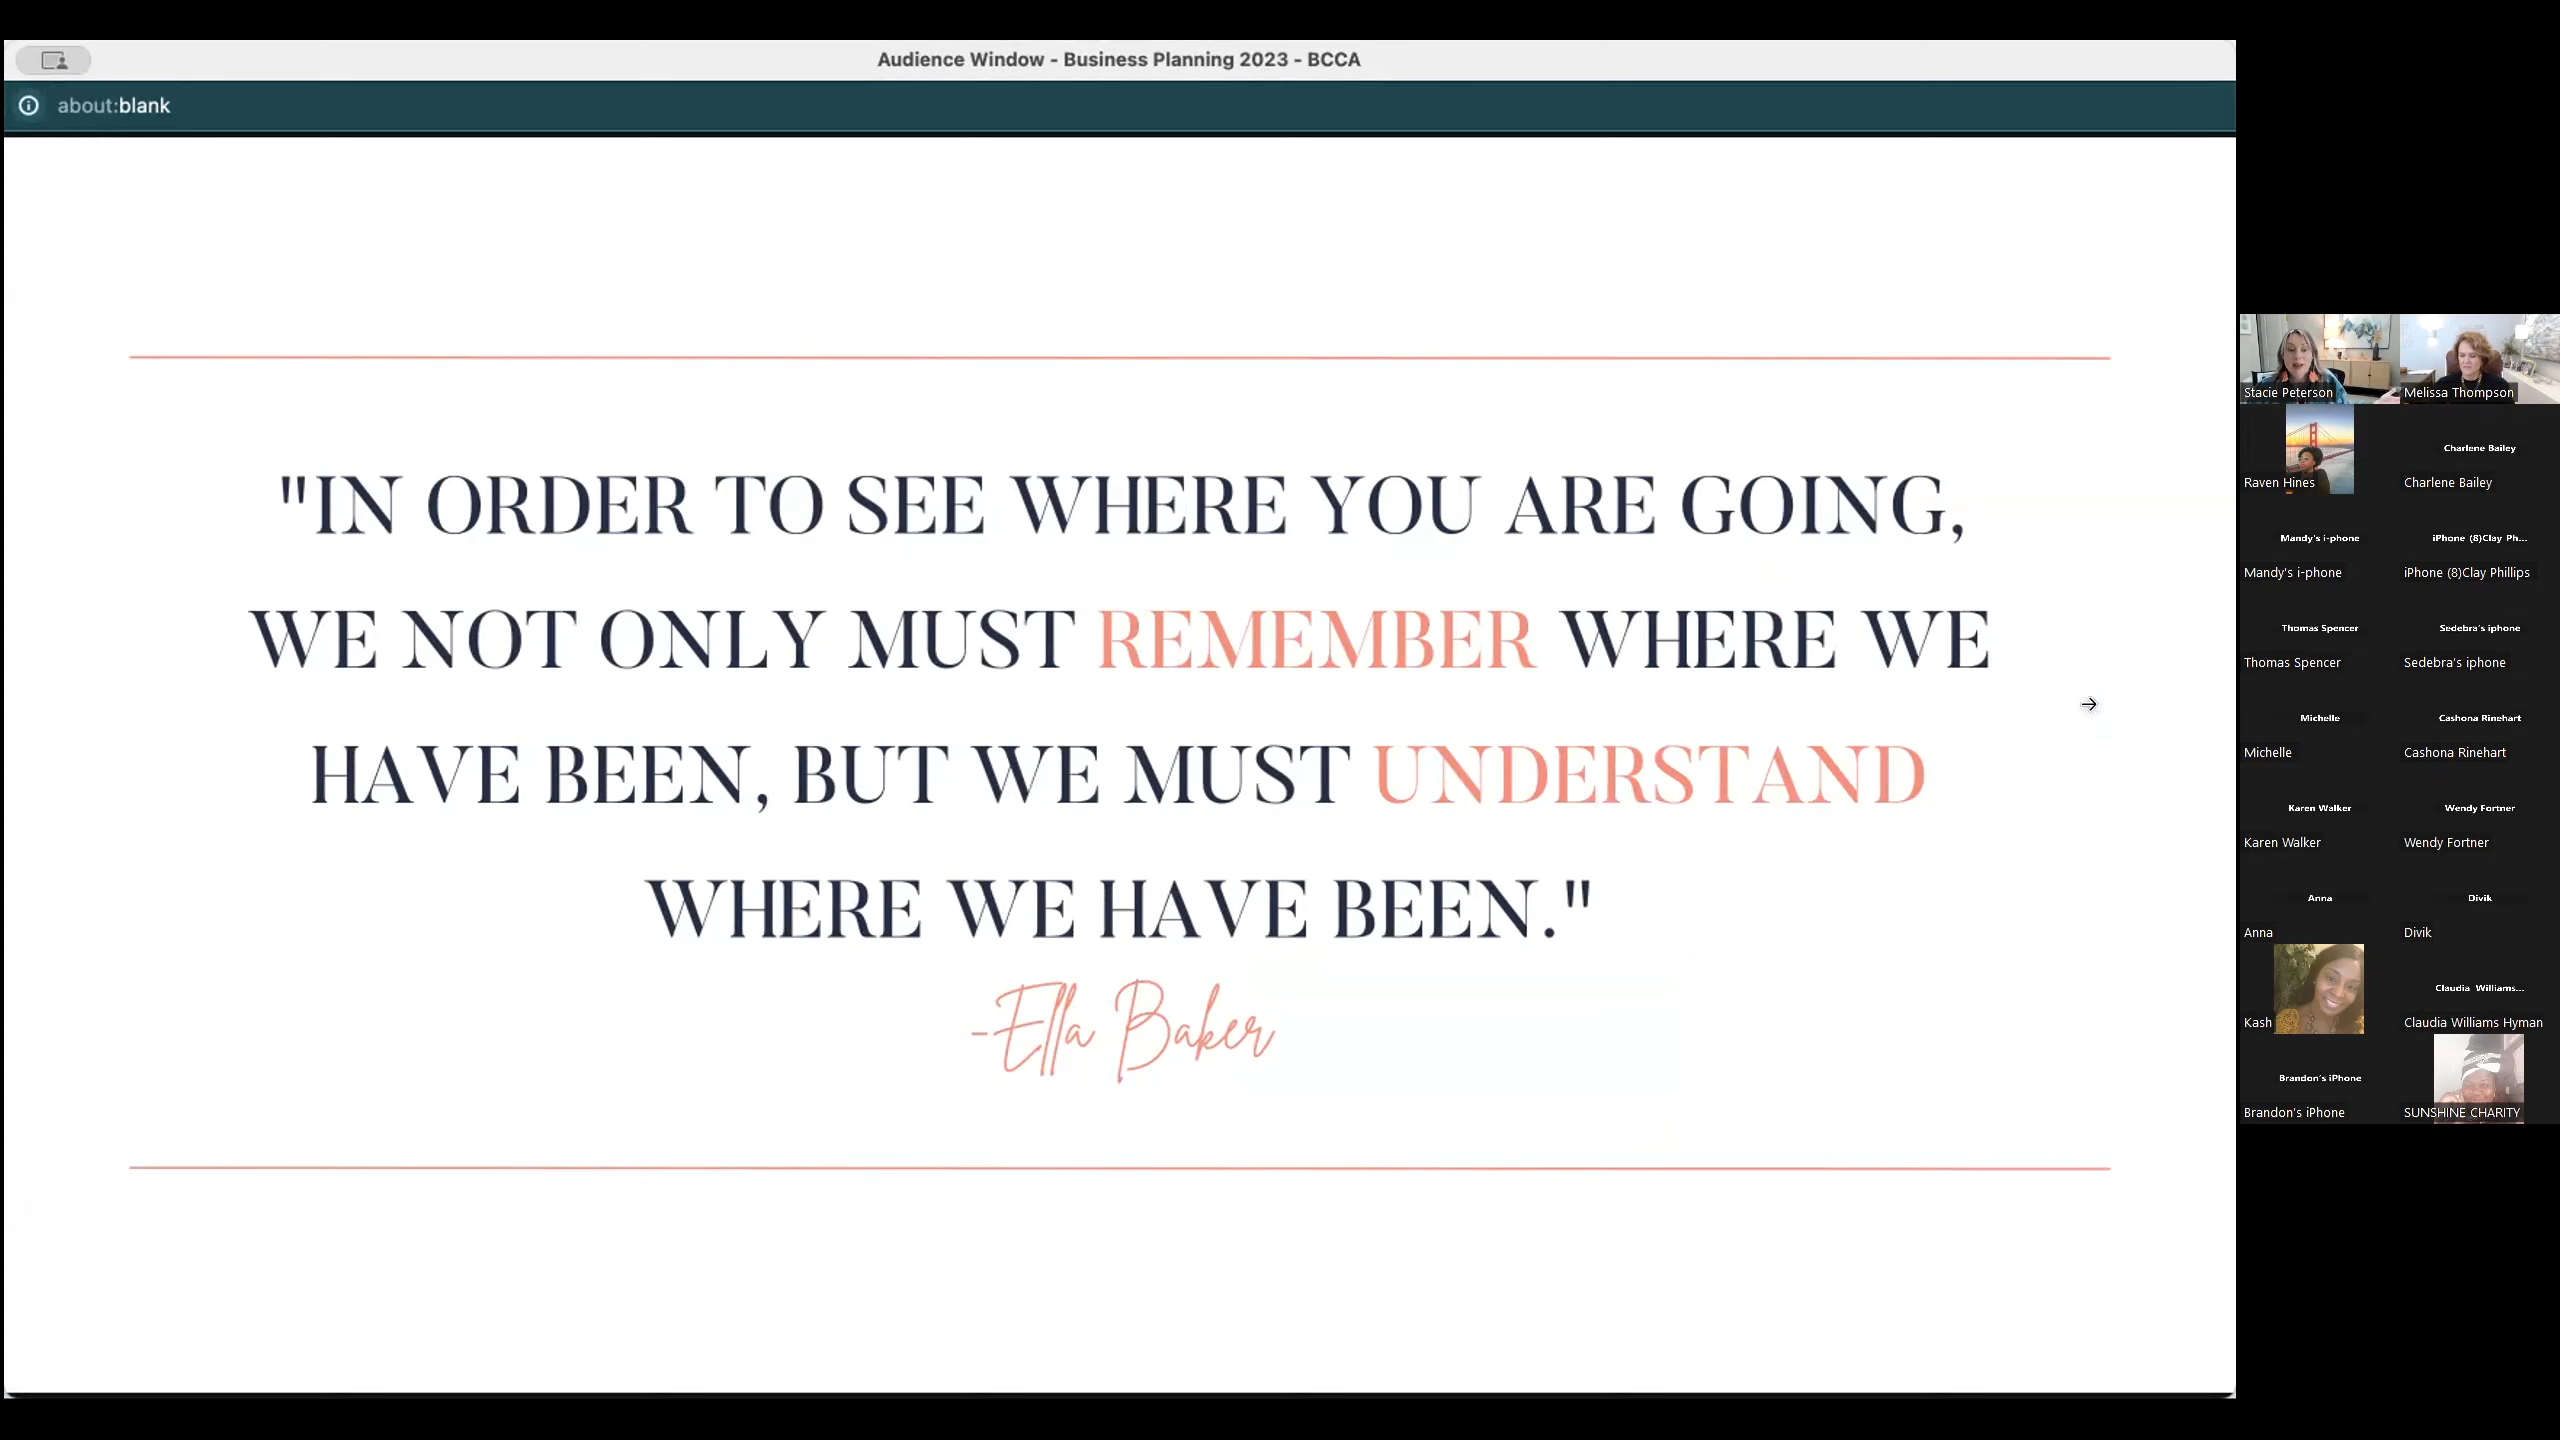 Audience Window - Business Planning 2023 - BCCA
about:blank
"IN ORDER TO SEE WHERE YOU ARE GOING,
WE NOT ONLY MUST REMEMBER WHERE WE
HAVE BEEN, BUT WE MUST UNDERSTAND
WHERE WE HAVE BEEN."
-Ella Baker
Stacie Peterson
Melissa Thompson
Raven Hines
Charlene Bailey
Charlene Bailey
Mandy's i-phone
Mandy's i-phone
iPhone (8)Clay Ph...
iPhone (8)Clay Phillips
Thomas Spencer
Thomas Spencer
Sedebra's iphone
Sedebra's iphone
Michelle
Michelle
Cashona Rinehart
Cashona Rinehart
Karen Walker
Karen Walker
Wendy Fortner
Wendy Fortner
Anna
Anna
Divik
Divik
Kash
Claudia Williams...
Claudia Williams Hyman
Brandon's iPhone
Brandon's iPhone
SUNSHINE CHARITY